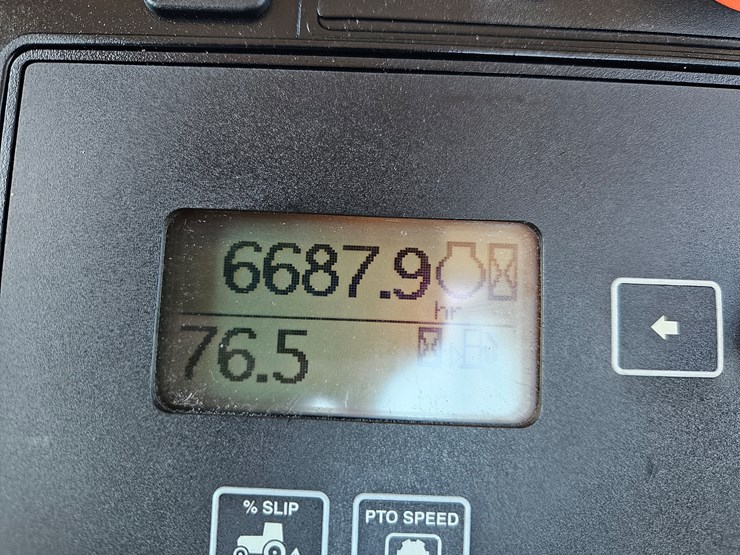 6687.9
hr
76.5
% SLIP
PTO SPEED